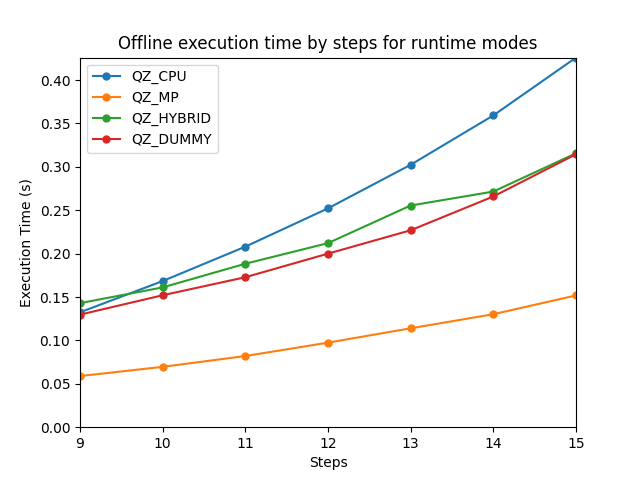 Offline execution time by steps for runtime modes
QZ_CPU
QZ_MP
QZ_HYBRID
QZ_DUMMY
Execution Time (s)
0.40
0.35
0.30
0.25
0.20
0.15
0.10
0.05
0.00
9 10 11 12 13 14 15
Steps